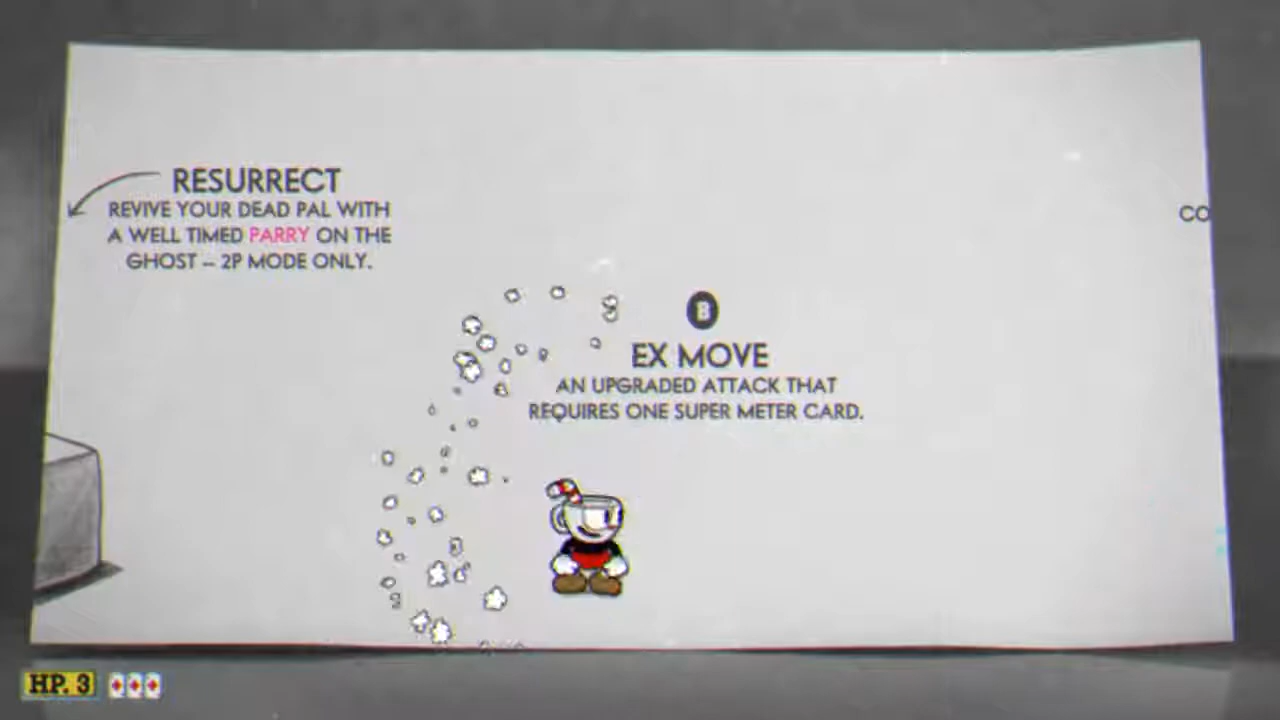 RESURRECT
REVIVE YOUR DEAD PAL WITH
A WELL TIMED PARRY ON THE
GHOST – 2P MODE ONLY.
CO
B
EX MOVE
AN UPGRADED ATTACK THAT
REQUIRES ONE SUPER METER CARD.
HP. 3